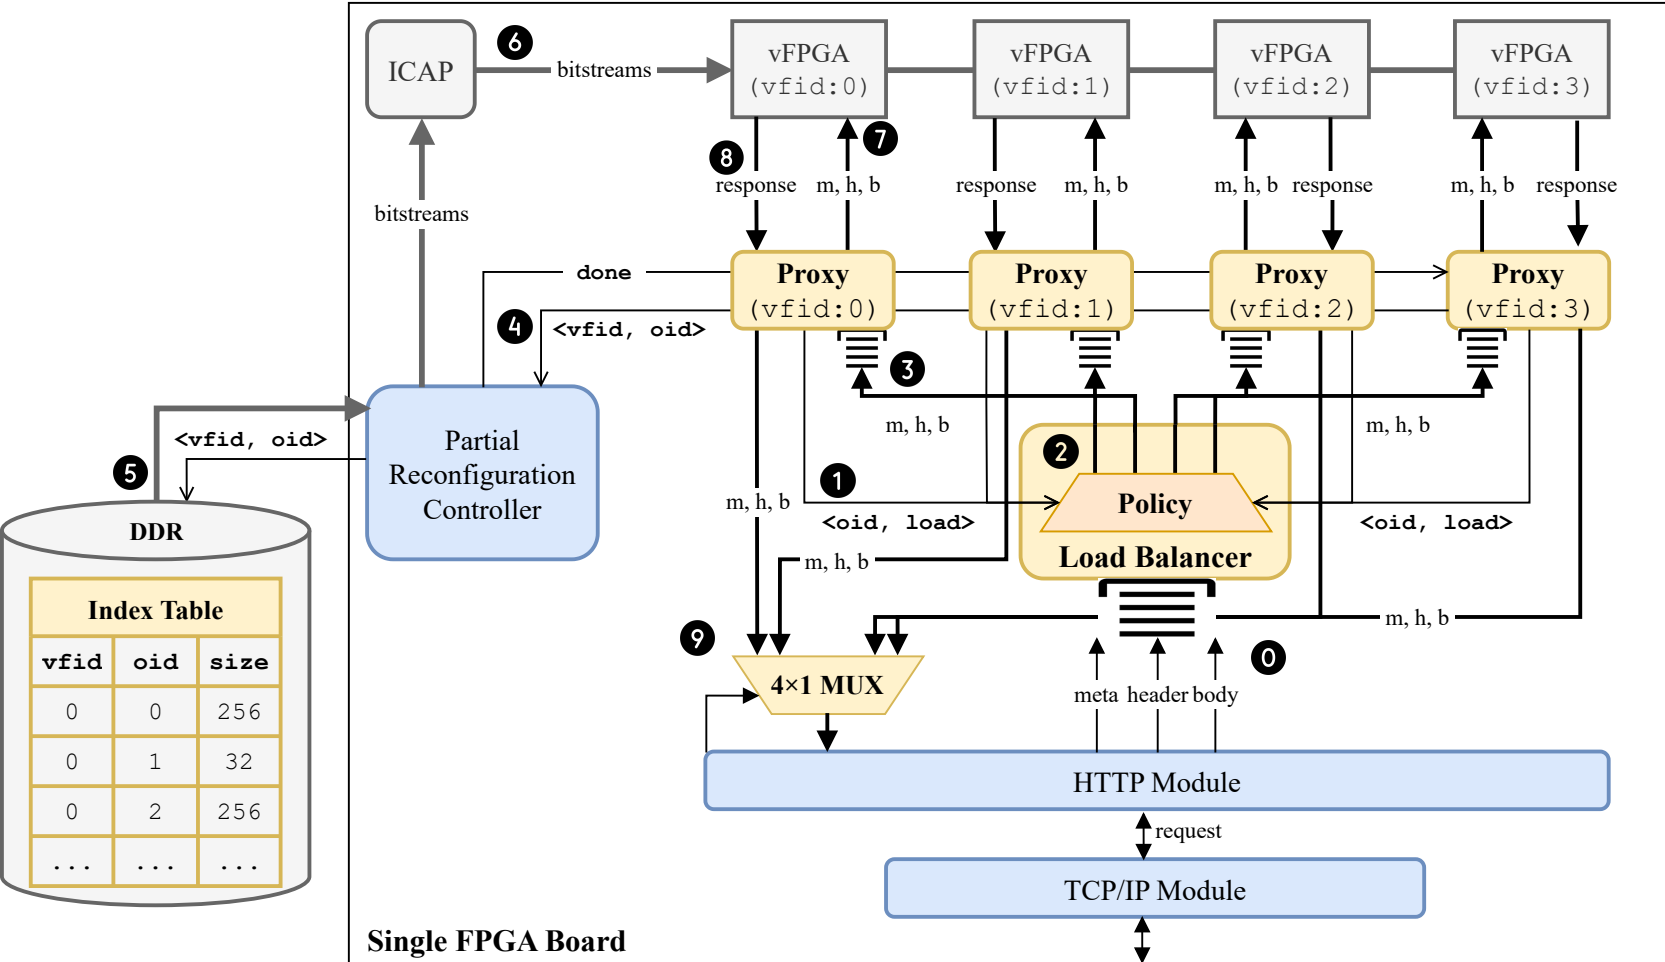 ICAP
6
bitstreams
vFPGA
(vfid:0)
vFPGA
(vfid:1)
vFPGA
(vfid:2)
vFPGA
(vfid:3)
7
8
response
m, h, b
response
m, h, b
m, h, b
response
m, h, b
response
bitstreams
done
Proxy
(vfid:0)
Proxy
(vfid:1)
Proxy
(vfid:2)
Proxy
(vfid:3)
4
<vfid, oid>
3
m, h, b
m, h, b
<vfid, oid>
5
Partial
Reconfiguration
Controller
2
1
m, h, b
Policy
<oid, load>
<oid, load>
Load Balancer
m, h, b
DDR
Index Table
vfid oid size
0 0 256
0 1 32
0 2 256
... ... ...
m, h, b
9
0
4×1 MUX
meta header body
HTTP Module
request
TCP/IP Module
Single FPGA Board